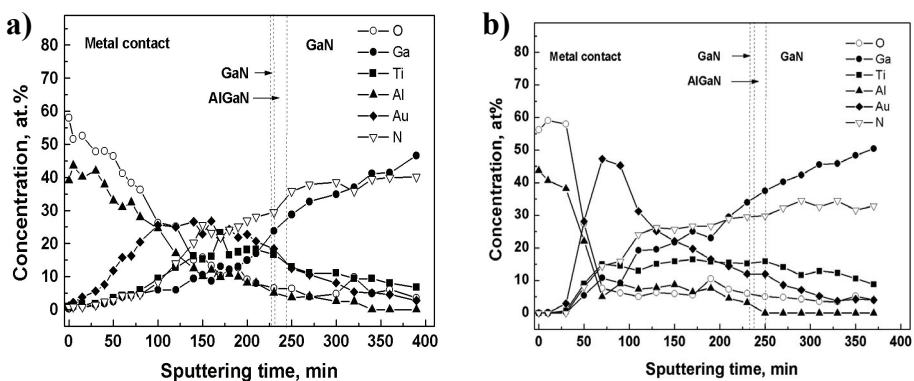 a)
Metal contact
GaN
GaN
AlGaN
O
Ga
Ti
Al
Au
N
Concentration, at.%
80
70
60
50
40
30
20
10
0
0 50 100 150 200 250 300 350 400
Sputtering time, min
b)
Metal contact
GaN
GaN
AlGaN
O
Ga
Ti
Al
Au
N
Concentration, at%
80
70
60
50
40
30
20
10
0
0 50 100 150 200 250 300 350 400
Sputtering time, min